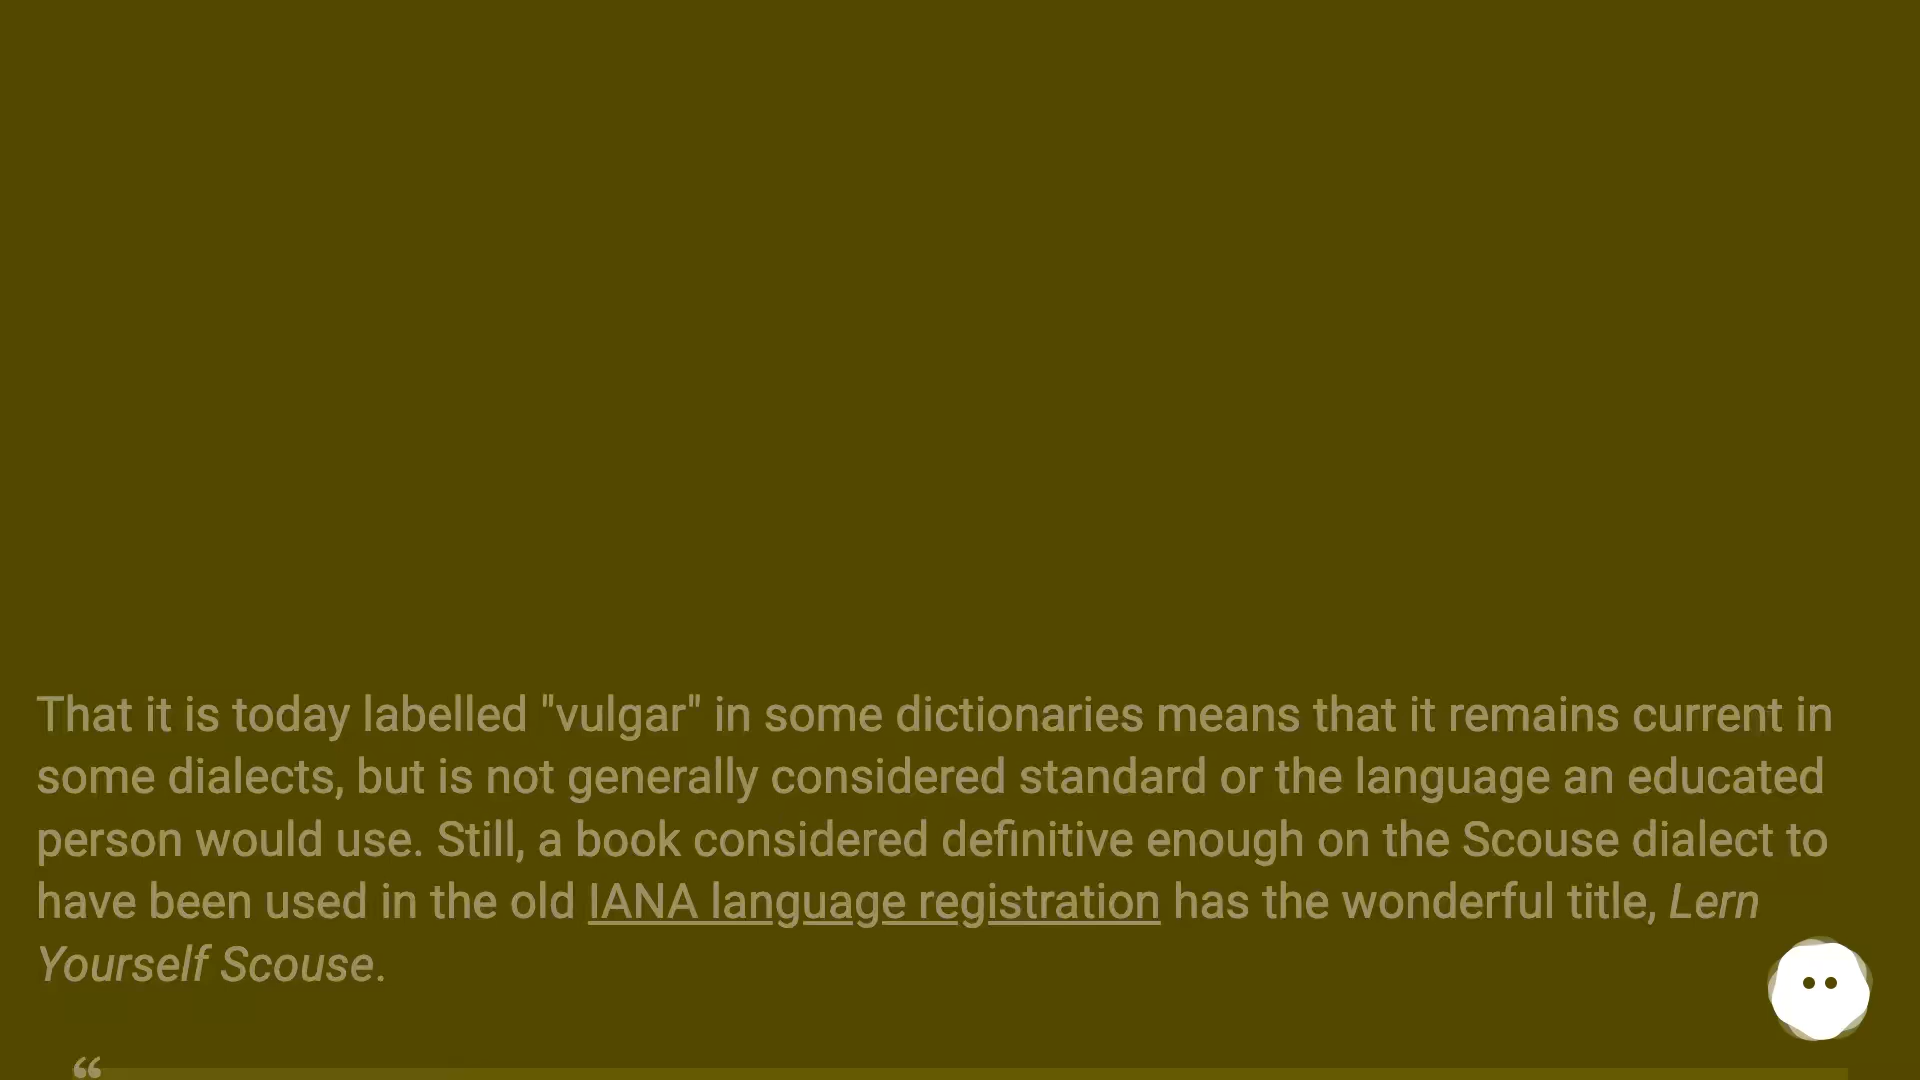 That it is today labelled "vulgar" in some dictionaries means that it remains current in
some dialects, but is not generally considered standard or the language an educated
person would use. Still, a book considered definitive enough on the Scouse dialect to
have been used in the old IANA language registration has the wonderful title, Lern
Yourself Scouse.
“